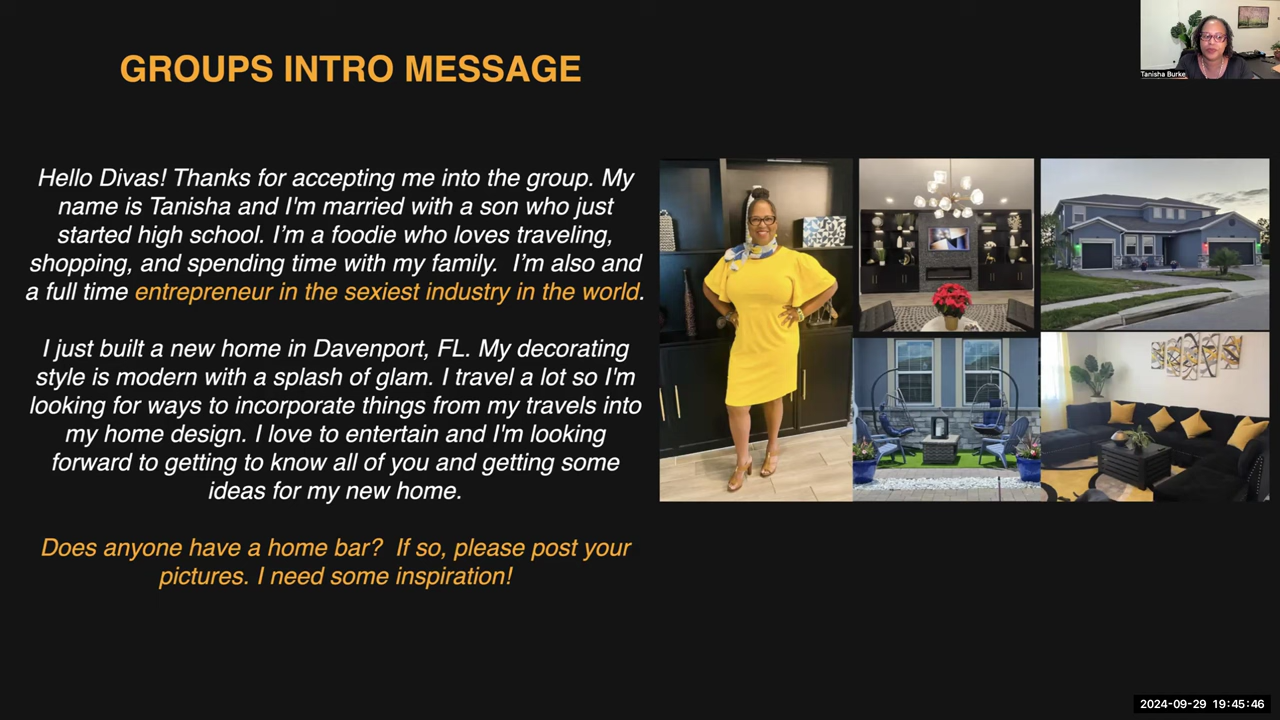 GROUPS INTRO MESSAGE
Tanisha Burke
Hello Divas! Thanks for accepting me into the group. My
name is Tanisha and I'm married with a son who just
started high school. I'm a foodie who loves traveling,
shopping, and spending time with my family.  I'm also and
a full time entrepreneur in the sexiest industry in the world.
I just built a new home in Davenport, FL. My decorating
style is modern with a splash of glam. I travel a lot so I'm
looking for ways to incorporate things from my travels into
my home design. I love to entertain and I'm looking
forward to getting to know all of you and getting some
ideas for my new home.
Does anyone have a home bar?  If so, please post your
pictures. I need some inspiration!
2024-09-29 19:45:46